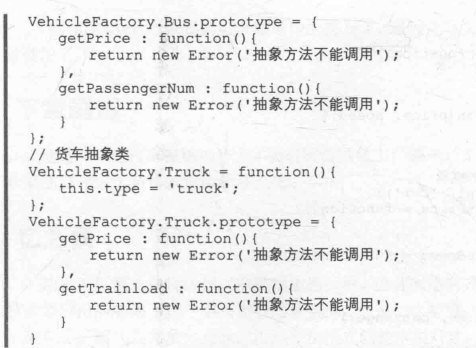 VehicleFactory.Bus.prototype = {
    getPrice : function(){
        return new Error('抽象方法不能调用');
    },
    getPassengerNum : function(){
        return new Error('抽象方法不能调用');
    }
};
// 货车抽象类
VehicleFactory.Truck = function(){
    this.type = 'truck';
};
VehicleFactory.Truck.prototype = {
    getPrice : function(){
        return new Error('抽象方法不能调用');
    },
    getTrainload : function(){
        return new Error('抽象方法不能调用');
    }
}